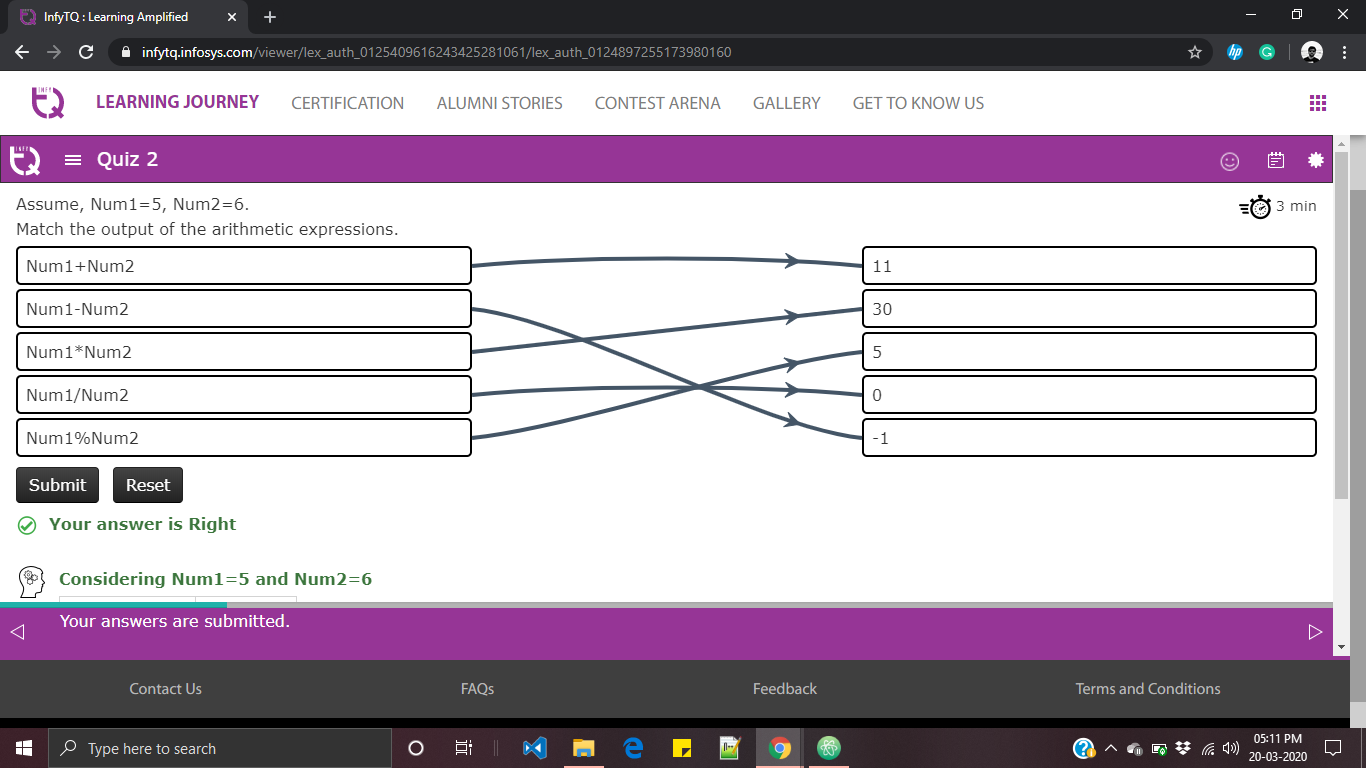 InfyTQ : Learning Amplified
infytq.infosys.com/viewer/lex_auth_0125409616243425281061/lex_auth_0124897255173980160
LEARNING JOURNEY CERTIFICATION ALUMNI STORIES CONTEST ARENA GALLERY GET TO KNOW US
Quiz 2
Assume, Num1=5, Num2=6.
3 min
Match the output of the arithmetic expressions.
Num1+Num2 11
Num1-Num2 30
Num1*Num2 5
Num1/Num2 0
Num1%Num2 -1
Submit Reset
Your answer is Right
Considering Num1=5 and Num2=6
Your answers are submitted.
Contact Us FAQs Feedback Terms and Conditions
Type here to search
05:11 PM
20-03-2020